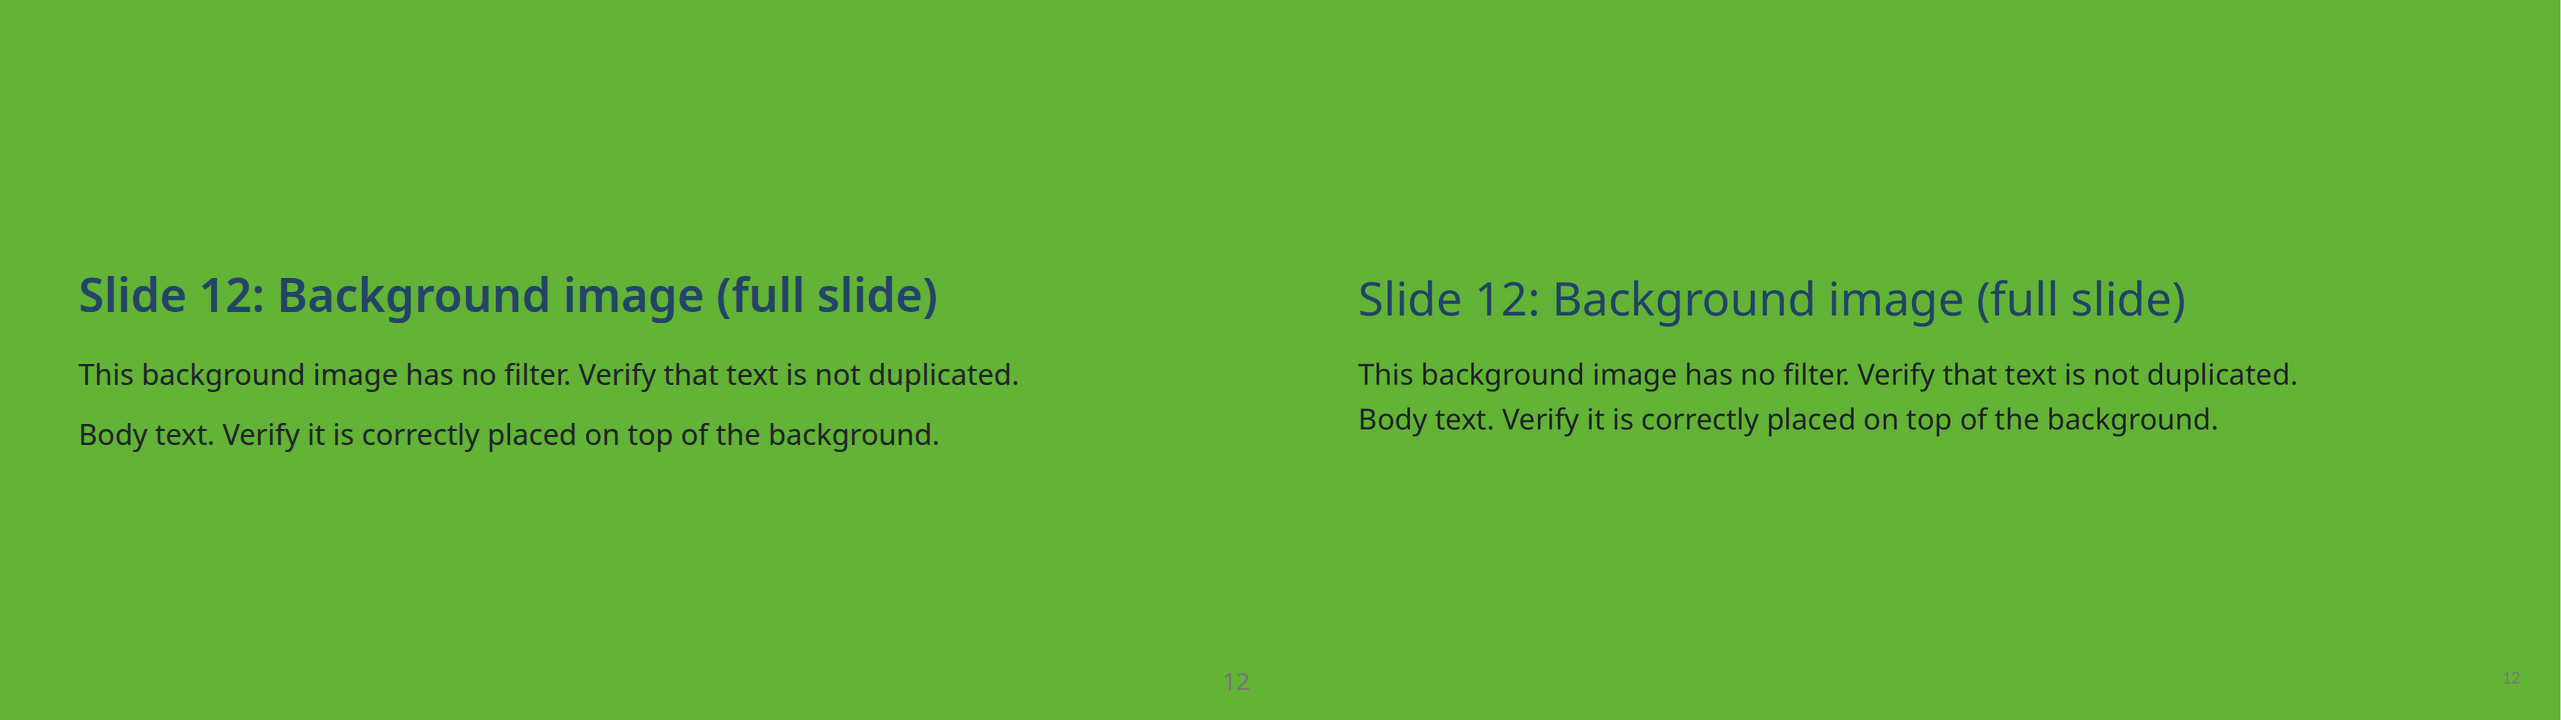 Slide 12: Background image (full slide)
This background image has no filter. Verify that text is not duplicated.
Body text. Verify it is correctly placed on top of the background.
12
Slide 12: Background image (full slide)
This background image has no filter. Verify that text is not duplicated.
Body text. Verify it is correctly placed on top of the background.
12